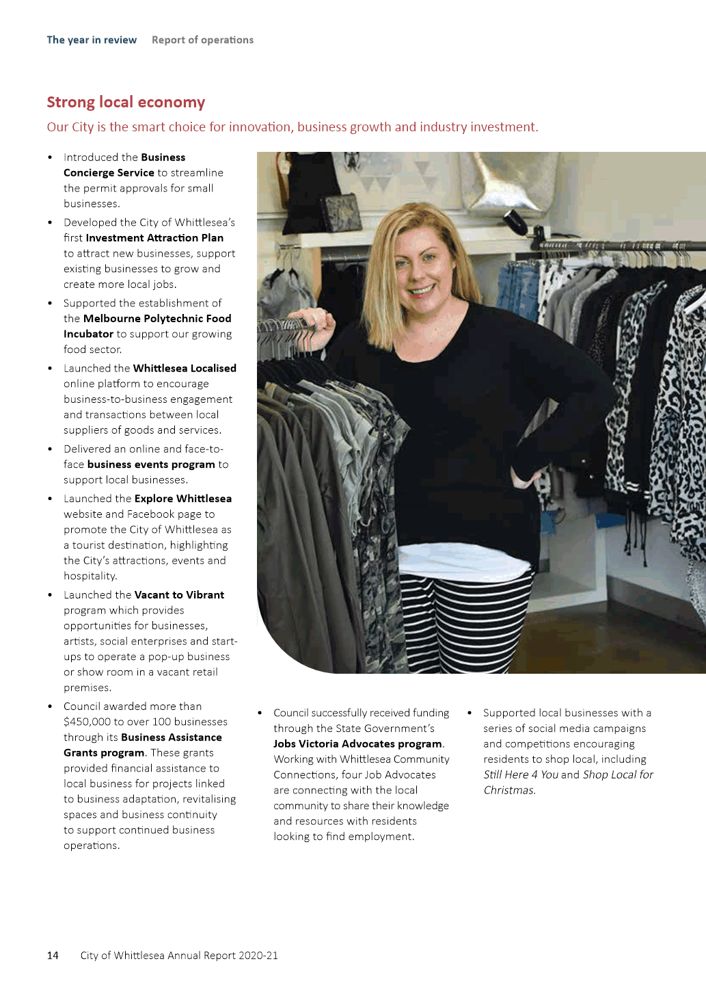 The year in review Report of operations
Strong local economy
Our City is the smart choice for innovation, business growth and industry investment.
• Introduced the Business
Concierge Service to streamline
the permit approvals for small
businesses.
• Developed the City of Whittlesea’s
first Investment Attraction Plan
to attract new businesses, support
existing businesses to grow and
create more local jobs.
• Supported the establishment of
the Melbourne Polytechnic Food
Incubator to support our growing
food sector.
• Launched the Whittlesea Localised
online platform to encourage
business-to-business engagement
and transactions between local
suppliers of goods and services.
• Delivered an online and face-to-
face business events program to
support local businesses.
• Launched the Explore Whittlesea
website and Facebook page to
promote the City of Whittlesea as
a tourist destination, highlighting
the City’s attractions, events and
hospitality.
• Launched the Vacant to Vibrant
program which provides
opportunities for businesses,
artists, social enterprises and start-
ups to operate a pop-up business
or show room in a vacant retail
premises.
• Council awarded more than
$450,000 to over 100 businesses
through its Business Assistance
Grants program. These grants
provided financial assistance to
local business for projects linked
to business adaptation, revitalising
spaces and business continuity
to support continued business
operations.
• Council successfully received funding
through the State Government’s
Jobs Victoria Advocates program.
Working with Whittlesea Community
Connections, four Job Advocates
are connecting with the local
community to share their knowledge
and resources with residents
looking to find employment.
• Supported local businesses with a
series of social media campaigns
and competitions encouraging
residents to shop local, including
Still Here 4 You and Shop Local for
Christmas.
14 City of Whittlesea Annual Report 2020-21